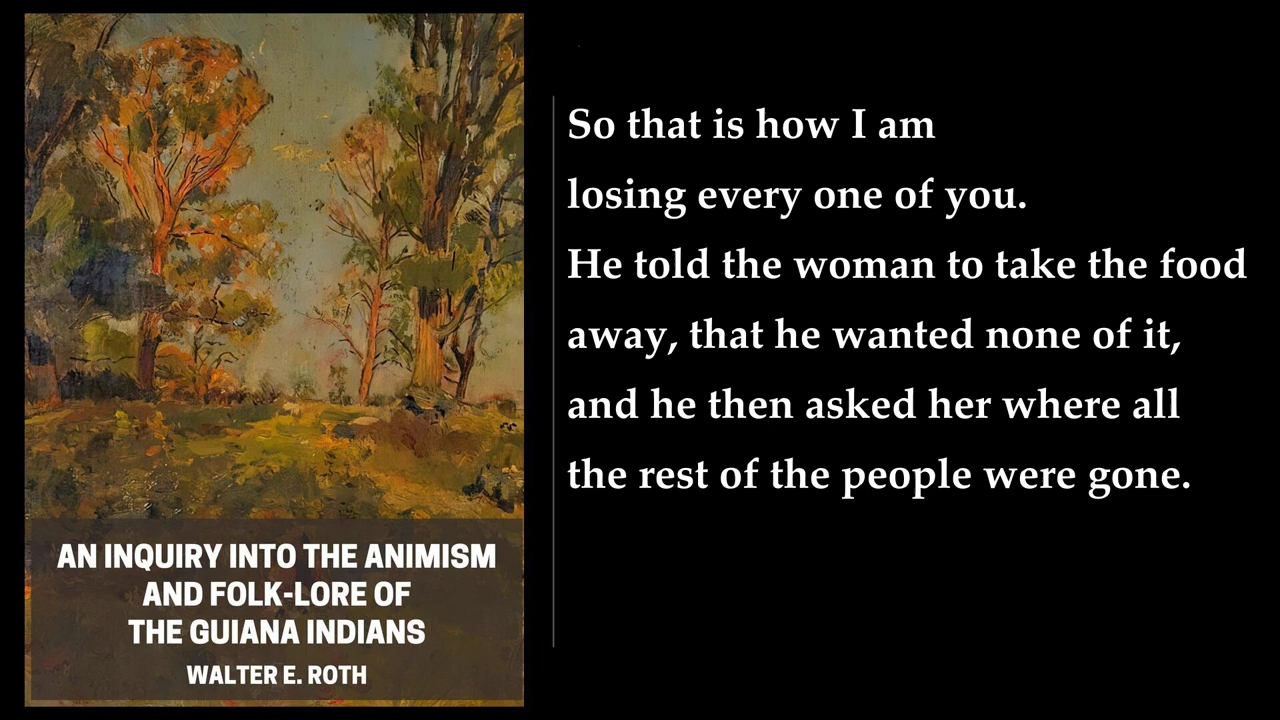 So that is how I am
losing every one of you.
He told the woman to take the food
away, that he wanted none of it,
and he then asked her where all
the rest of the people were gone.
AN INQUIRY INTO THE ANIMISM
AND FOLK-LORE OF
THE GUIANA INDIANS
WALTER E. ROTH